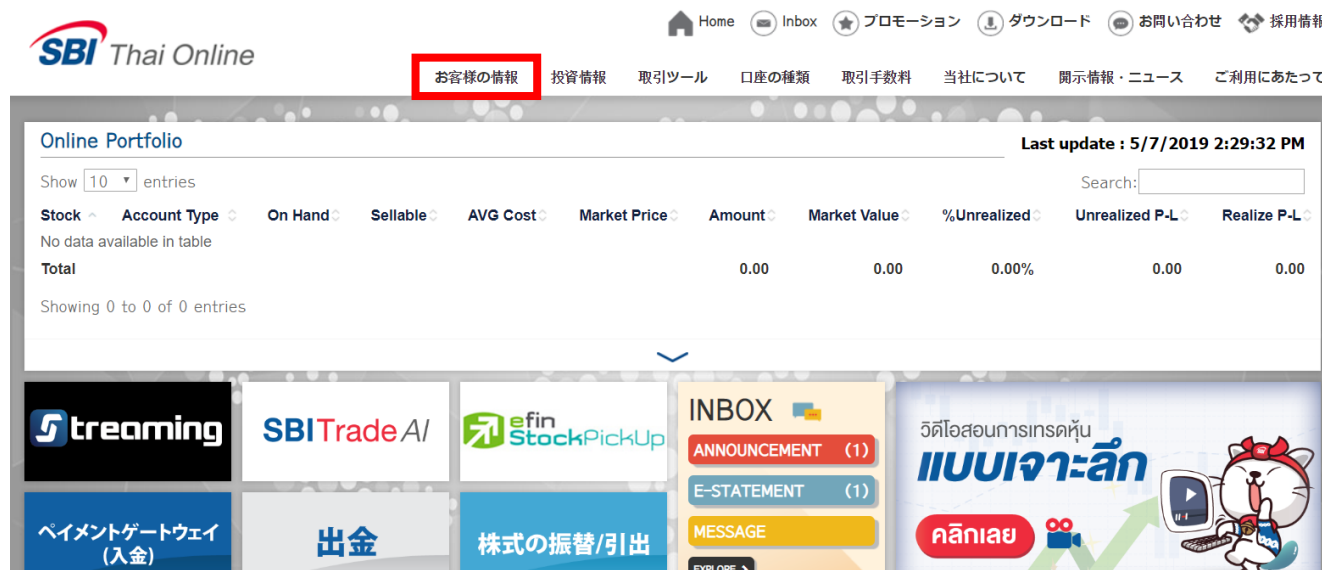 Home Inbox プロモーション ダウンロード お問い合わせ 採用情報
SBI Thai Online
お客様の情報 投資情報 取引ツール 口座の種類 取引手数料 当社について 開示情報・ニュース ご利用にあたって
Online Portfolio
Last update : 5/7/2019 2:29:32 PM
Show 10 entries
Search:
Stock Account Type On Hand Sellable AVG Cost Market Price Amount Market Value %Unrealized Unrealized P-L Realize P-L
No data available in table
Total 0.00 0.00 0.00% 0.00 0.00
Showing 0 to 0 of 0 entries
Streaming
SBITrade AI
efin
StockPickUp
INBOX
ANNOUNCEMENT (1)
E-STATEMENT (1)
MESSAGE
EXPLORE
วิดีโอสอนการเทรดหุ้น
แบบเจาะลึก
คลิกเลย
ペイメントゲートウェイ
(入金)
出金
株式の振替/引出